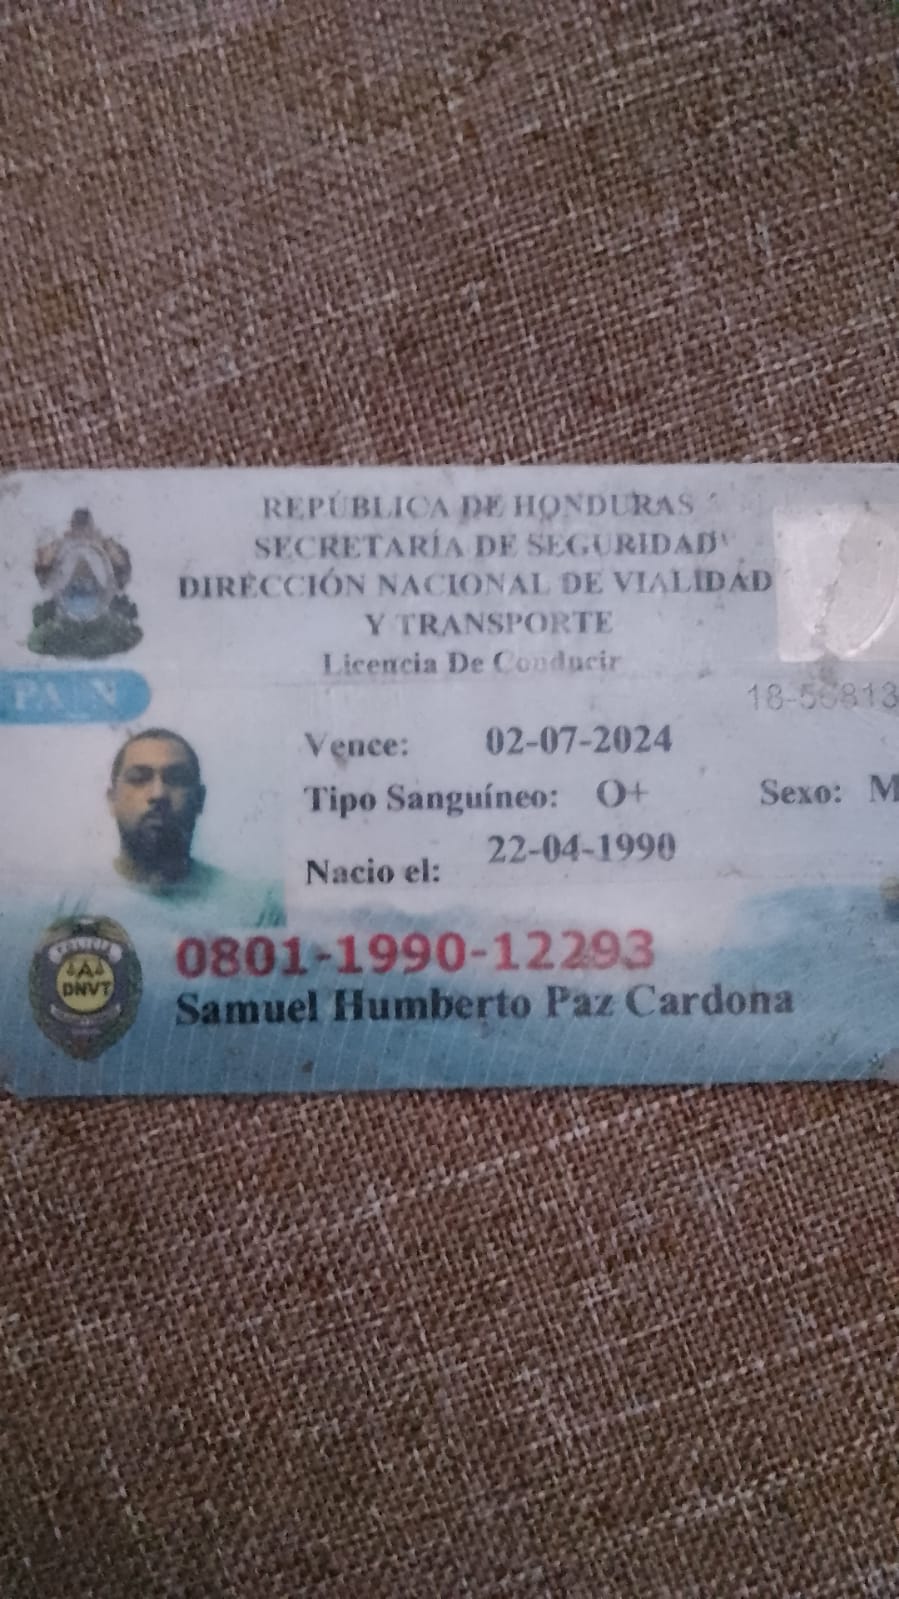 REPÚBLICA DE HONDURAS
SECRETARÍA DE SEGURIDAD
DIRECCIÓN NACIONAL DE VIALIDAD
Y TRANSPORTE
Licencia De Conducir
Vence: 02-07-2024
Tipo Sanguíneo: O+ Sexo: M
Nacio el: 22-04-1990
DNVT
0801-1990-12293
Samuel Humberto Paz Cardona